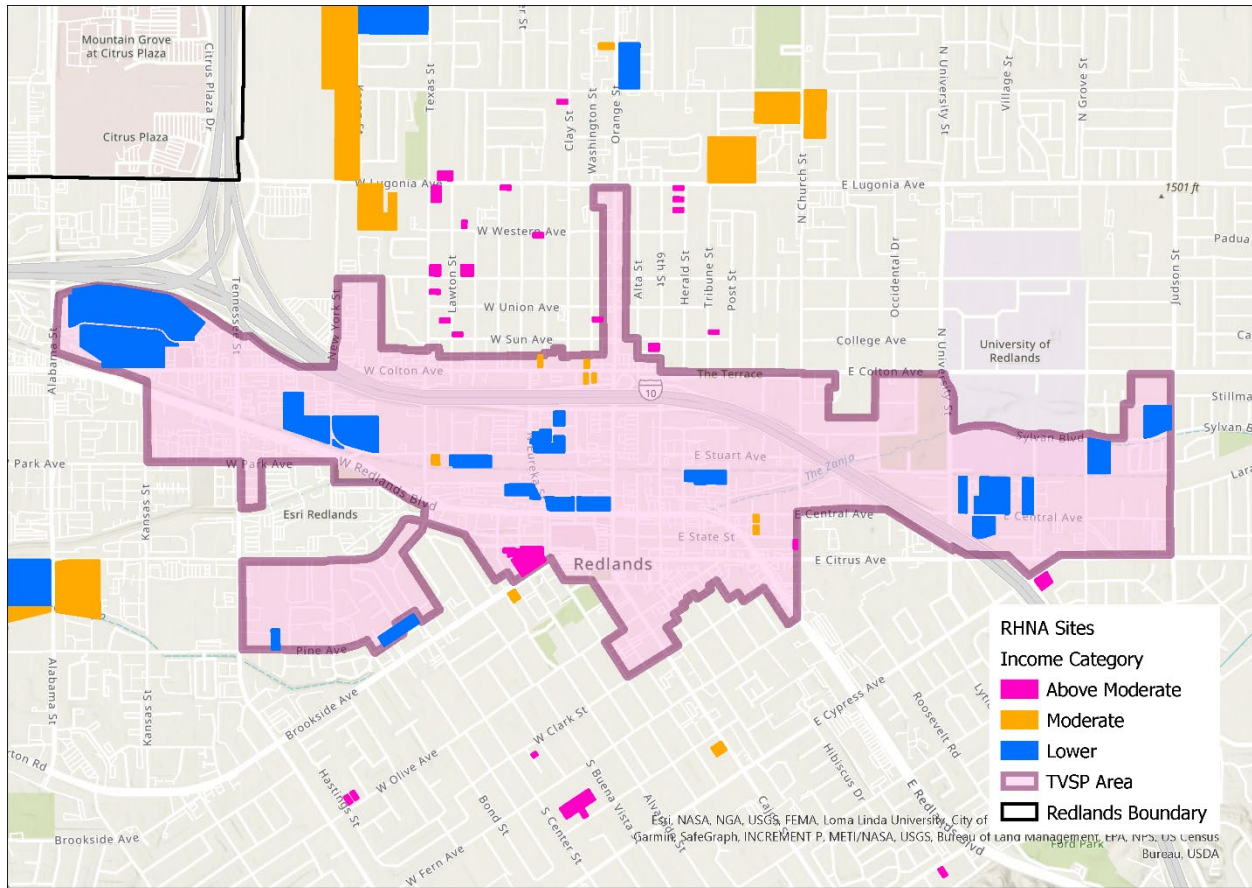 Mountain Grove
at Citrus Plaza
Citrus Plaza Dr
Texas St
Clay St
Washington St
Orange St
N University St
Village St
N Grove St
Citrus Plaza
W Lugonia Ave
E Lugonia Ave
N Church St
1501 ft
W Western Ave
Padua
Lawton St
Alta St
6th St
Herald St
Tribune St
Post St
Occidental Dr
Judson St
Tennessee St
New York St
W Union Ave
N University St
Alabama St
W Sun Ave
College Ave
University of
Redlands
W Colton Ave
The Terrace
E Colton Ave
10
Stillm
Sylvan Blvd
Sylvan B
Park Ave
W Park Ave
W Redlands Blvd
Eureka S
E Stuart Ave
The Zanja
Lara
Kansas St
Esri Redlands
E Central Ave
E Central Ave
E State St
Redlands
E Citrus Ave
Pine Ave
Alabama St
Kansas St
Brookside Ave
W Clark St
E Cypress Ave
Roosevelt Rd
Lyti
rton Rd
Hastings St
W Olive Ave
Bond St
S Center St
S Buena Vista
Alvarado St
Hibiscus Dr
E Redlands Blvd
Brookside Ave
W Fern Ave
Ford Park
RHNA Sites
Income Category
Above Moderate
Moderate
Lower
TVSP Area
Redlands Boundary
Esri, NASA, NGA, USGS, FEMA, Loma Linda University, City of
Garmin, SafeGraph, INCREMENT P, METI/NASA, USGS, Bureau of Land Management, EPA, NPS, US Census
Bureau, USDA